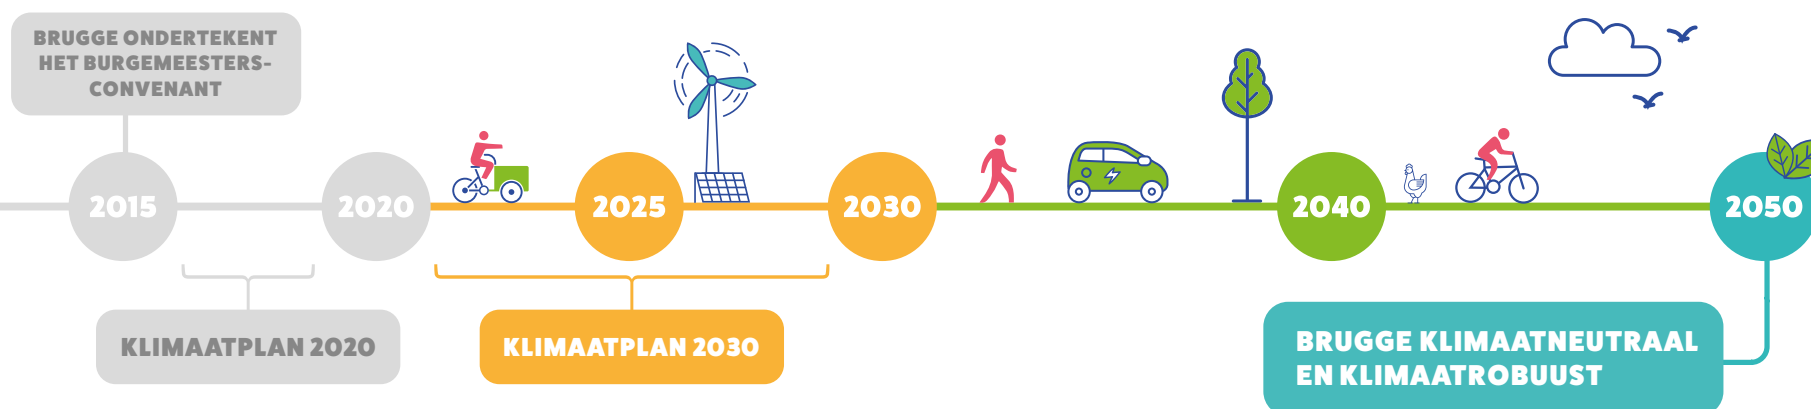 BRUGGE ONDERTEKENT
HET BURGEMEESTERS-
CONVENANT
2015
2020
2025
2030
2040
2050
KLIMAATPLAN 2020
KLIMAATPLAN 2030
BRUGGE KLIMAATNEUTRAAL
EN KLIMAATROBUUST